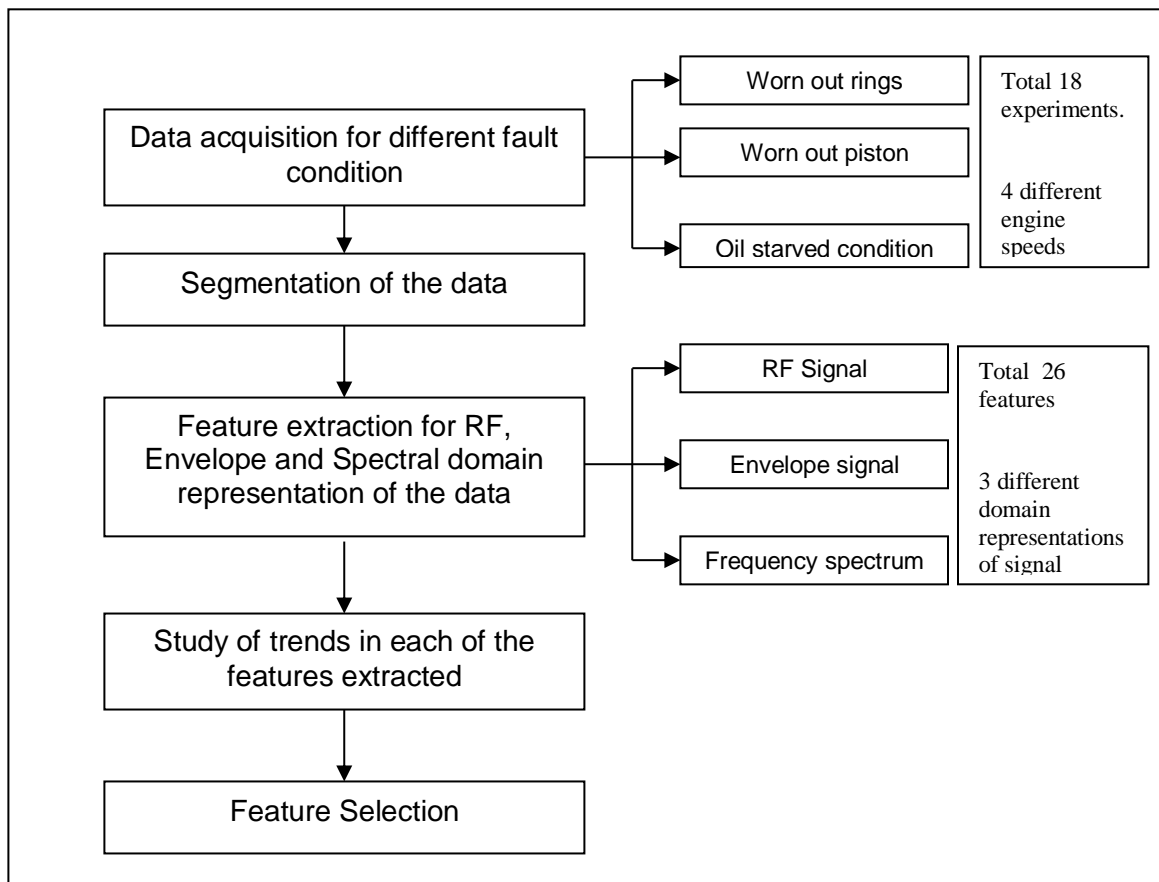 Data acquisition for different fault
condition
Worn out rings
Worn out piston
Oil starved condition
Total 18
experiments.
4 different
engine
speeds
Segmentation of the data
Feature extraction for RF,
Envelope and Spectral domain
representation of the data
RF Signal
Envelope signal
Frequency spectrum
Total 26
features
3 different
domain
representations
of signal
Study of trends in each of the
features extracted
Feature Selection